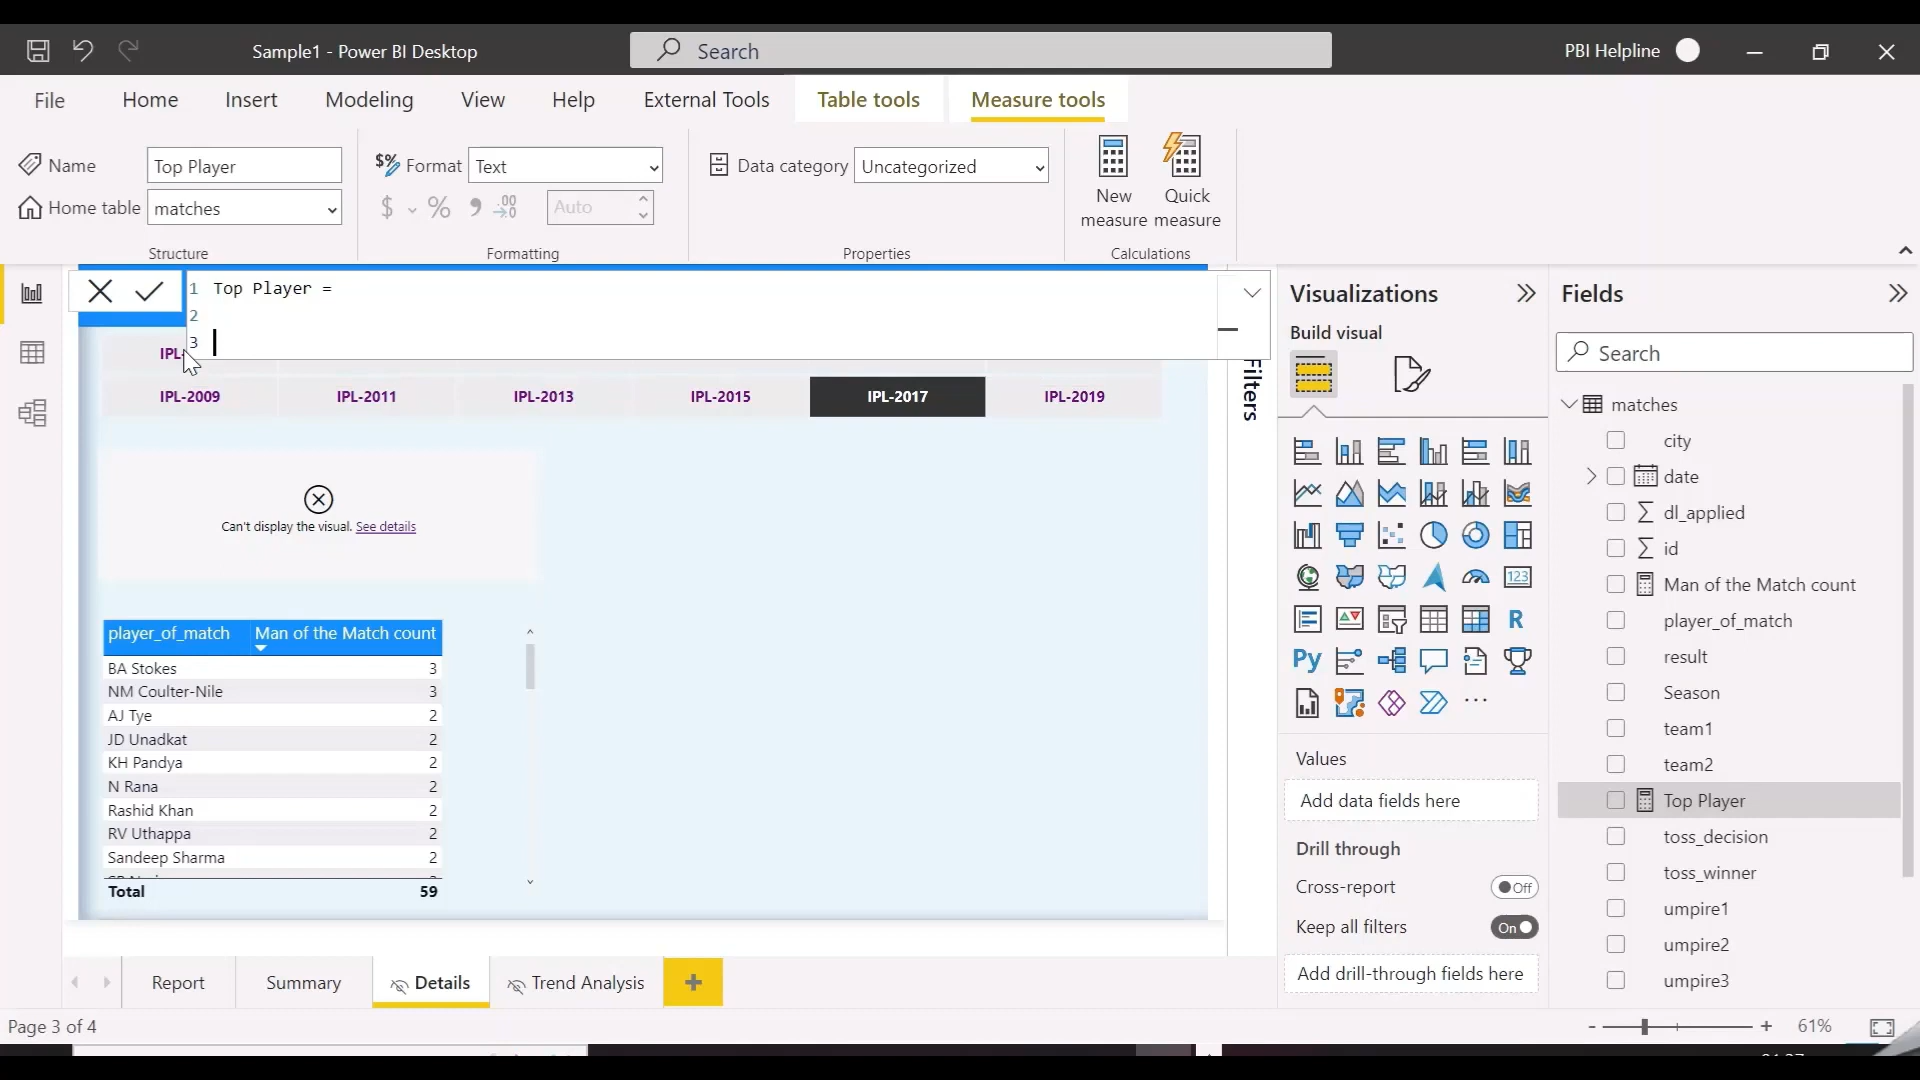 Sample1 - Power BI Desktop
Search
PBI Helpline
File Home Insert Modeling View Help External Tools Table tools Measure tools
Name Top Player
Home table matches
Structure
Format Text
$ % 9 .00
Auto
Formatting
Data category Uncategorized
Properties
New measure
Quick measure
Calculations
1 Top Player =
2
3
IPL-
IPL-2009 IPL-2011 IPL-2013 IPL-2015 IPL-2017 IPL-2019
Can't display the visual. See details
player_of_match Man of the Match count
BA Stokes 3
NM Coulter-Nile 3
AJ Tye 2
JD Unadkat 2
KH Pandya 2
N Rana 2
Rashid Khan 2
RV Uthappa 2
Sandeep Sharma 2
Total 59
Filters
Visualizations
Build visual
123
R
Py
...
Values
Add data fields here
Drill through
Cross-report Off
Keep all filters On
Add drill-through fields here
Fields
Search
matches
city
date
dl_applied
id
Man of the Match count
player_of_match
result
Season
team1
team2
Top Player
toss_decision
toss_winner
umpire1
umpire2
umpire3
Report Summary Details Trend Analysis +
Page 3 of 4
- + 61%